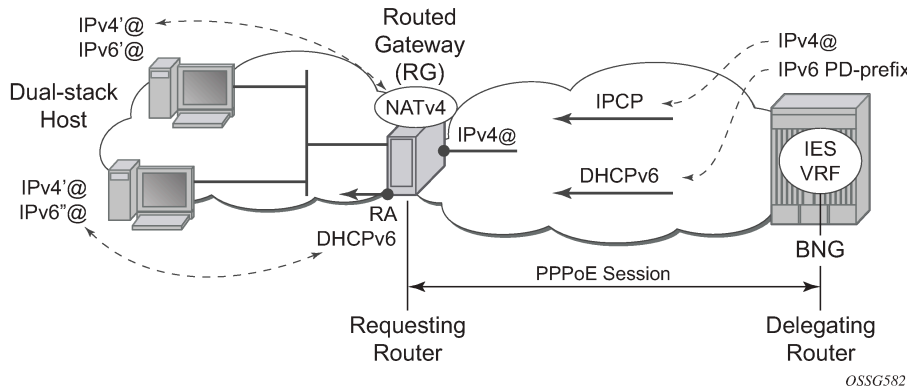 IPv4'@
IPv6'@
Routed
Gateway
(RG)
IPv4@
IPv6 PD-prefix
Dual-stack
Host
NATv4
IPCP
IPv4@
IES
VRF
DHCPv6
IPv4'@
IPv6"@
RA
DHCPv6
BNG
PPPoE Session
Requesting
Router
Delegating
Router
OSSG582